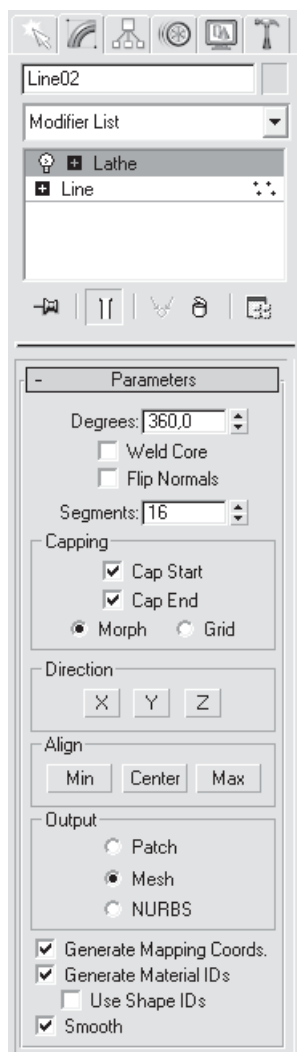 Line02
Modifier List
Lathe
Line
- Parameters
Degrees: 360,0
Weld Core
Flip Normals
Segments: 16
Capping
Cap Start
Cap End
Morph Grid
Direction
X Y Z
Align
Min Center Max
Output
Patch
Mesh
NURBS
Generate Mapping Coords.
Generate Material IDs
Use Shape IDs
Smooth